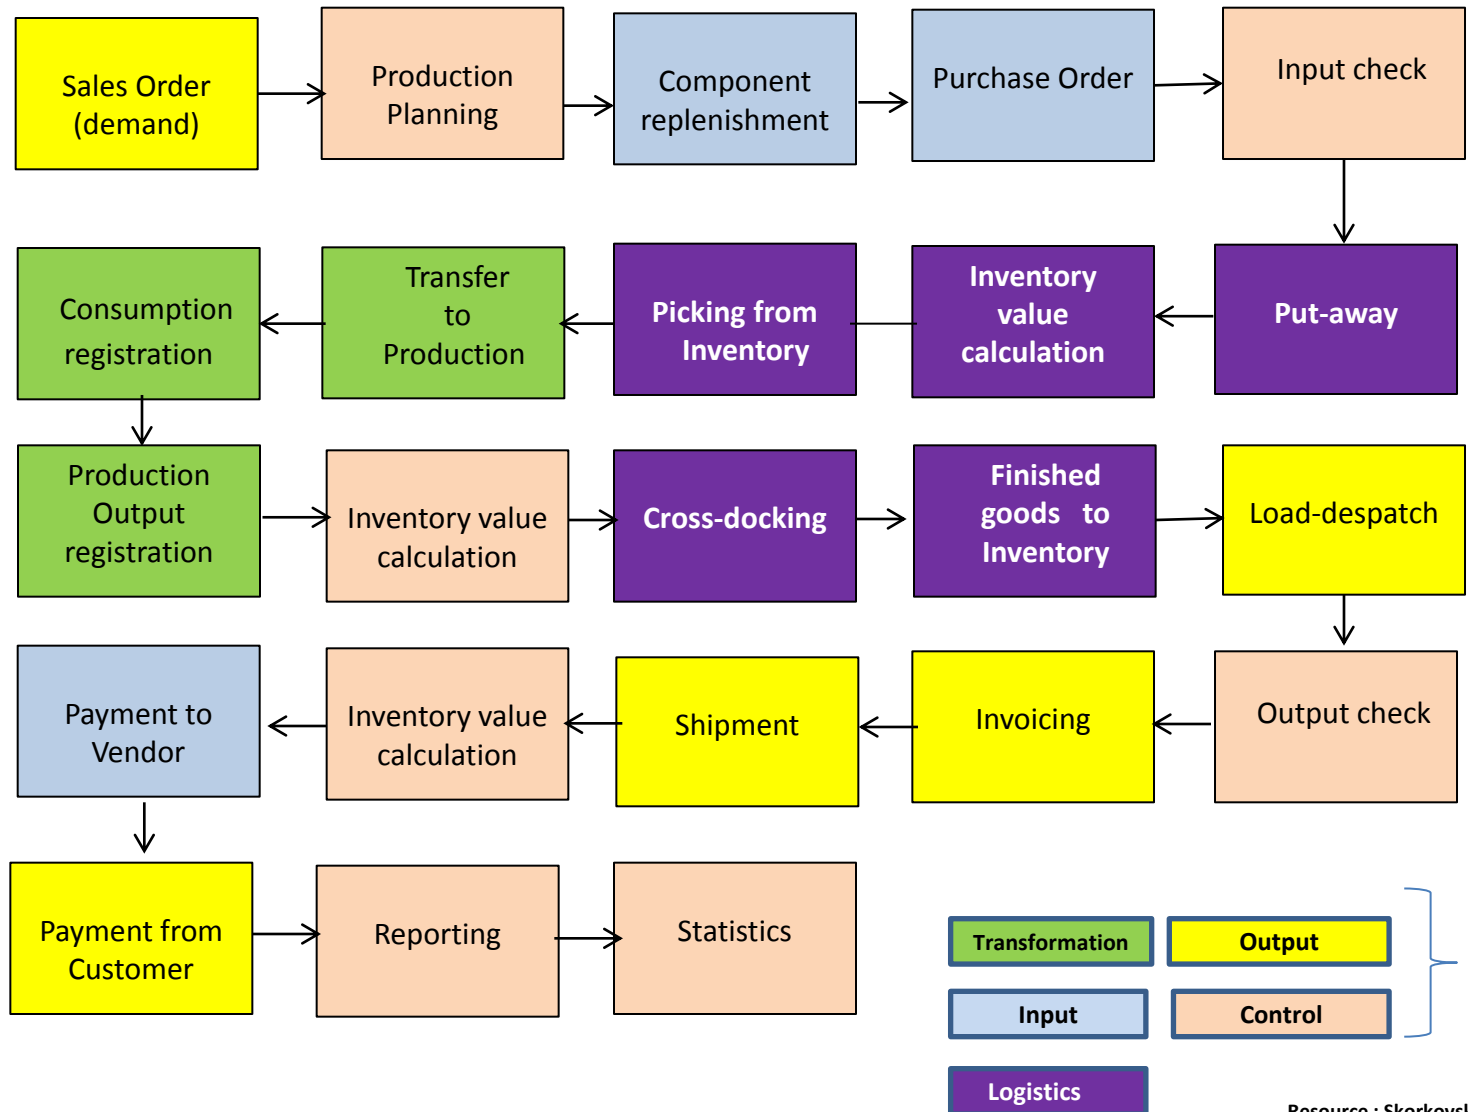 Sales Order
(demand)
Production
Planning
Component
replenishment
Purchase Order
Input check
Consumption
registration
Transfer
to
Production
Picking from
Inventory
Inventory
value
calculation
Put-away
Production
Output
registration
Inventory value
calculation
Cross-docking
Finished
goods to
Inventory
Load-despatch
Payment to
Vendor
Inventory value
calculation
Shipment
Invoicing
Output check
Payment from
Customer
Reporting
Statistics
Transformation
Output
Input
Control
Logistics
Resource :